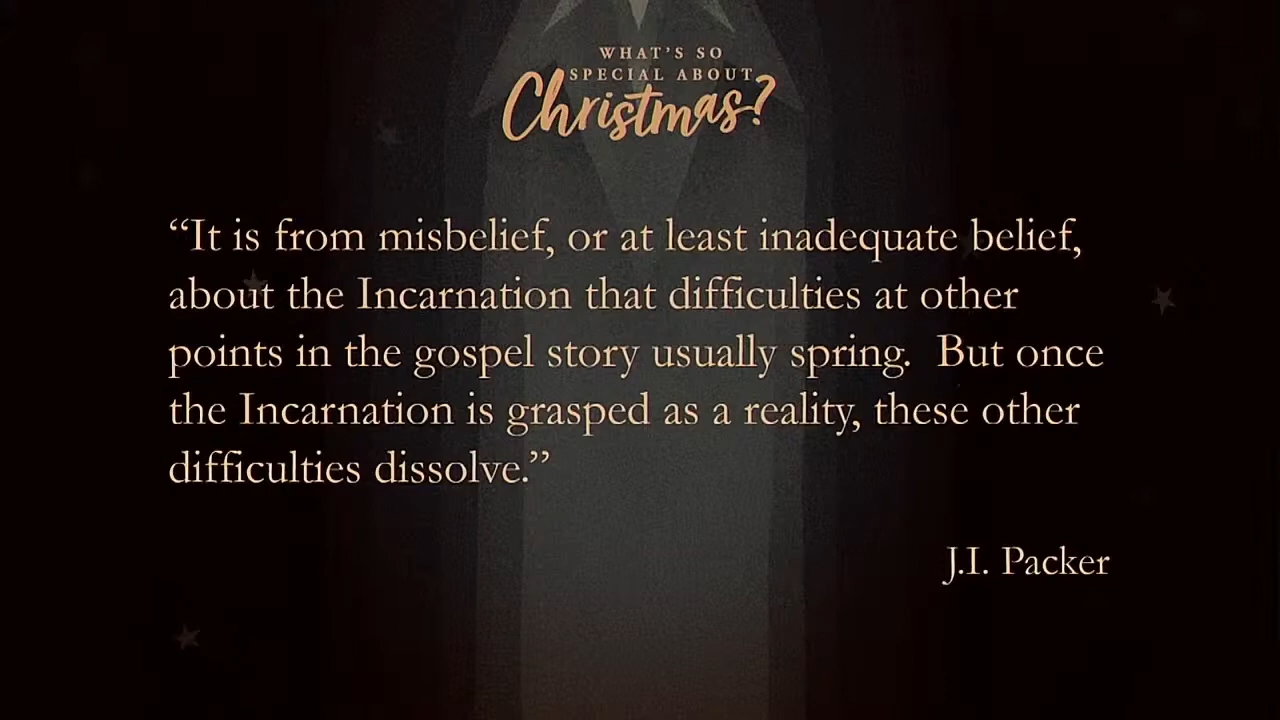 WHAT'S SO
SPECIAL ABOUT
Christmas?
“It is from misbelief, or at least inadequate belief,
about the Incarnation that difficulties at other
points in the gospel story usually spring.  But once
the Incarnation is grasped as a reality, these other
difficulties dissolve.”
J.I. Packer